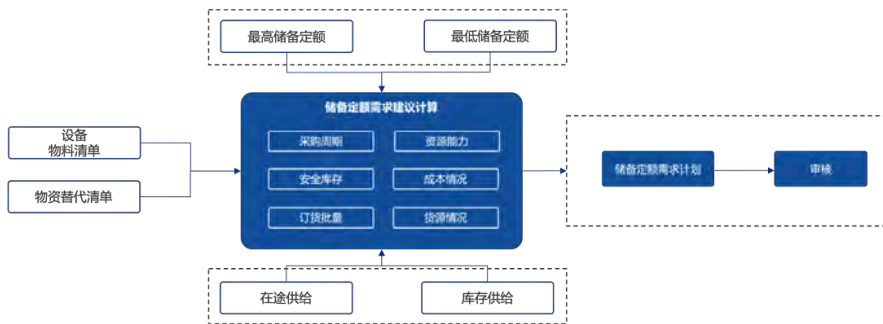 最高储备定额
最低储备定额
储备定额需求建议计算
设备
物料清单
物资替代清单
采购周期
资源能力
安全库存
成本情况
订货批量
货源情况
储备定额需求计划
审核
在途供给
库存供给